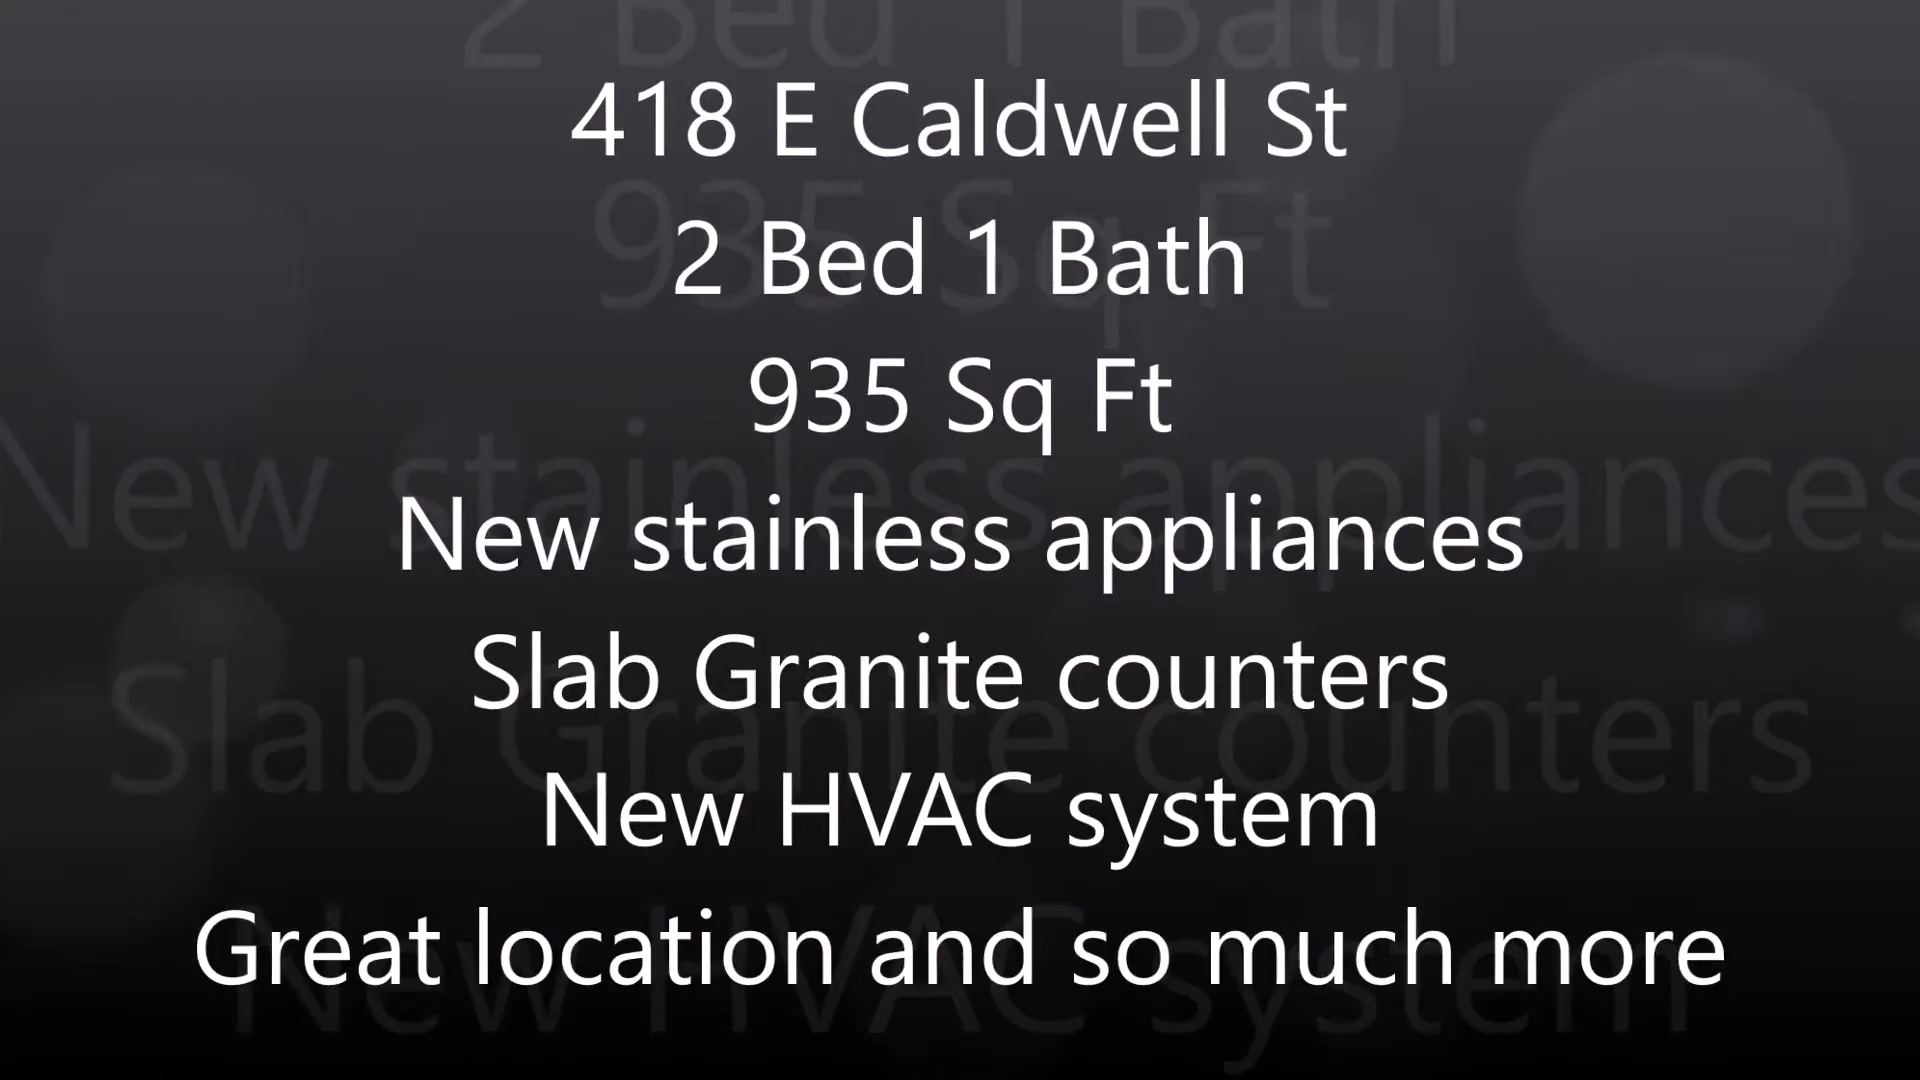 418 E Caldwell St
2 Bed 1 Bath
935 Sq Ft
New stainless appliances
Slab Granite counters
New HVAC system
Great location and so much more